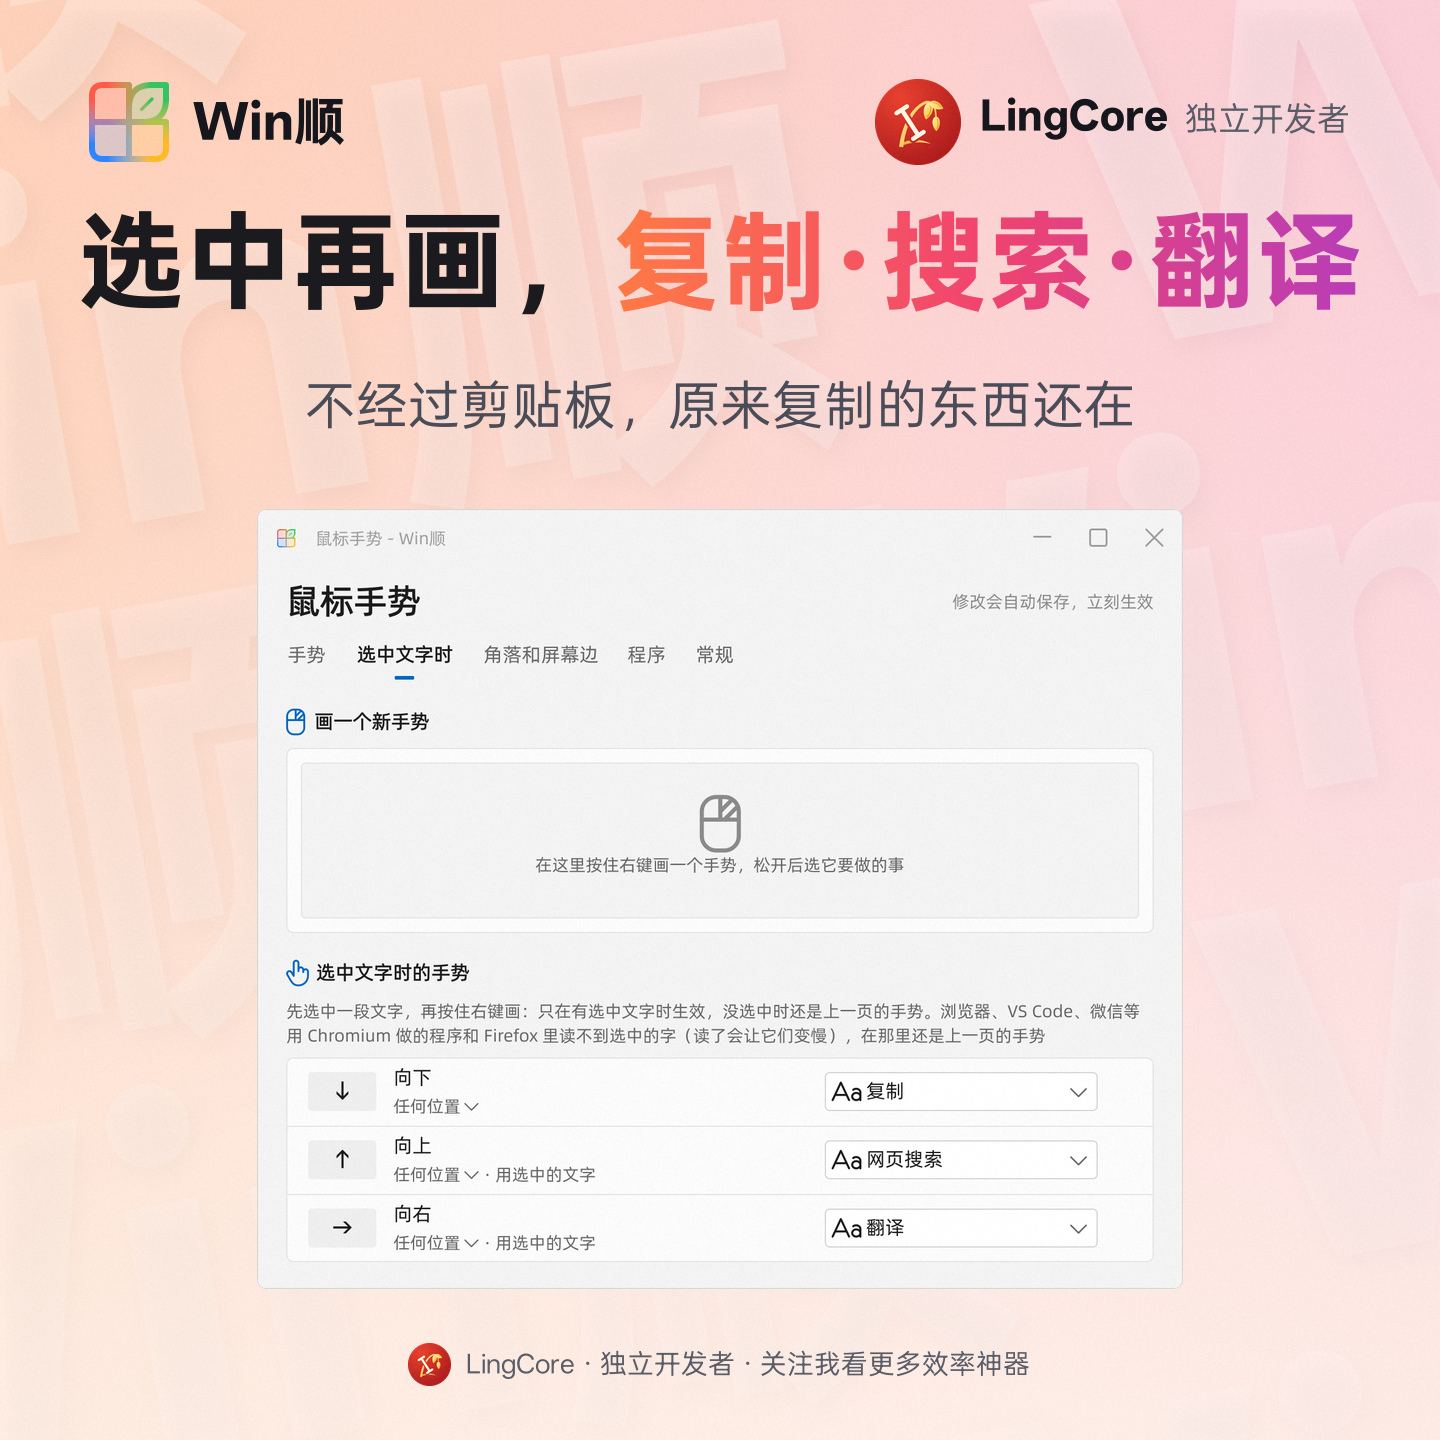 Win顺
LingCore 独立开发者
选中再画，复制·搜索·翻译
不经过剪贴板，原来复制的东西还在
鼠标手势 - Win顺
鼠标手势
修改会自动保存，立刻生效
手势 选中文字时 角落和屏幕边 程序 常规
画一个新手势
在这里按住右键画一个手势，松开后选它要做的事
选中文字时的手势
先选中一段文字，再按住右键画：只在有选中文字时生效，没选中时还是上一页的手势。浏览器、VS Code、微信等
用 Chromium 做的程序和 Firefox 里读不到选中的字（读了会让它们变慢），在那里还是上一页的手势
↓ 向下 Aa 复制
任何位置
↑ 向上 Aa 网页搜索
任何位置 · 用选中的文字
→ 向右 Aa 翻译
任何位置 · 用选中的文字
LingCore · 独立开发者 · 关注我看更多效率神器